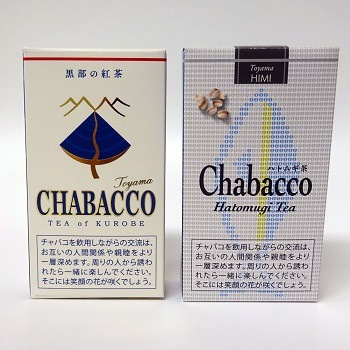 黒部の紅茶
Toyama
CHABACCO
TEA of KUROBE
チャバコを飲用しながらの交流は、
お互いの人間関係や親睦をより
一層深めます。周りの人から誘わ
れたら一緒に楽しんでください。
そこには笑顔の花が咲くでしょう。
Toyama
HIMI
ハトムギ茶
Chabacco
Hatomugi Tea
チャバコを飲用しながらの交流は、
お互いの人間関係や親睦をより
一層深めます。周りの人から誘わ
れたら一緒に楽しんでください。
そこには笑顔の花が咲くでしょう。